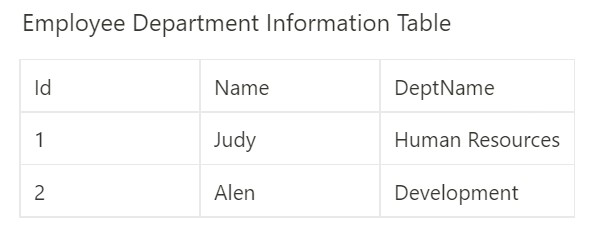 Employee Department Information Table
Id Name DeptName
1 Judy Human Resources
2 Alen Development